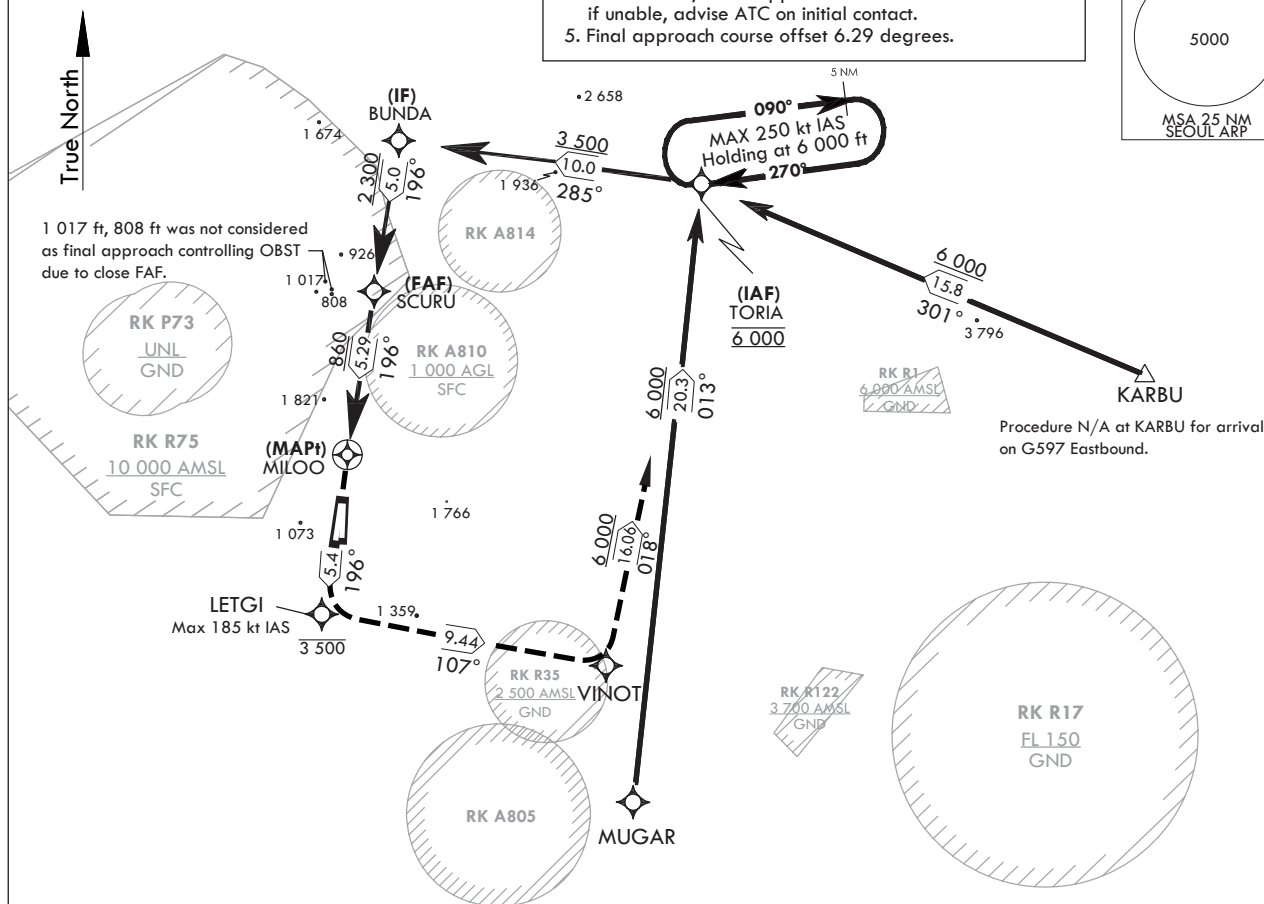 if unable, advise ATC on initial contact.
5. Final approach course offset 6.29 degrees.
5000
MSA 25 NM
SEOUL ARP
True North
(IF)
BUNDA
1 674
2 658
5 NM
090°
MAX 250 kt IAS
Holding at 6 000 ft
270°
3 500
10.0
285°
1 936
2 300
5.0
196°
RK A814
1 017 ft, 808 ft was not considered
as final approach controlling OBST
due to close FAF.
926
1 017
808
(FAF)
SCURU
(IAF)
TORIA
6 000
6 000
15.8
301°
3 796
KARBU
Procedure N/A at KARBU for arrival
on G597 Eastbound.
RK P73
UNL
GND
860
5.29
196°
RK A810
1 000 AGL
SFC
RK R1
6 000 AMSL
GND
6 000
20.3
013°
1 821
RK R75
10 000 AMSL
SFC
(MAPt)
MILOO
1 766
1 073
5.4
196°
6 000
16.06
018°
LETGI
Max 185 kt IAS
3 500
1 359
9.44
107°
RK R35
2 500 AMSL
GND
VINOT
RK R122
3 700 AMSL
GND
RK R17
FL 150
GND
RK A805
MUGAR